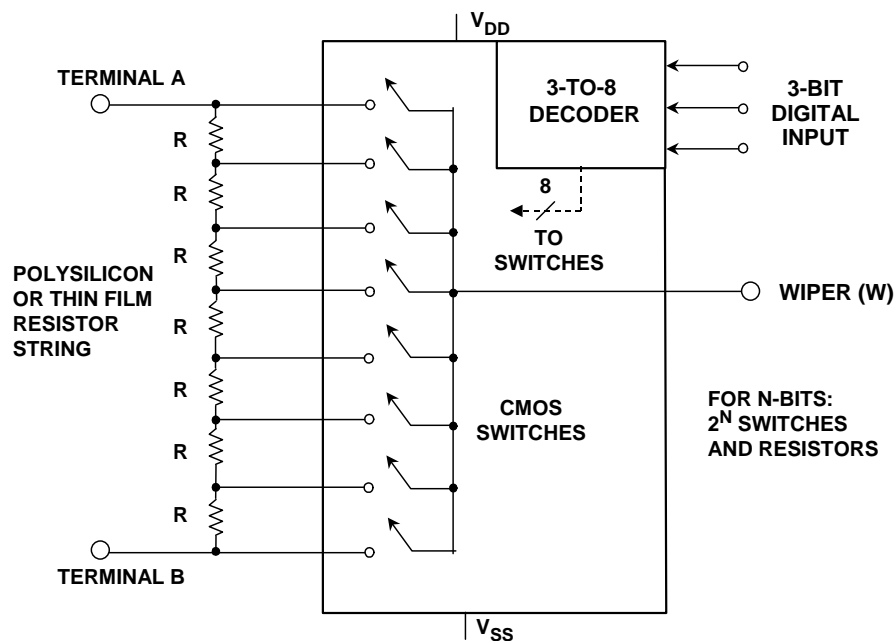 V_DD
TERMINAL A
3-TO-8
DECODER
3-BIT
DIGITAL
INPUT
R
R
R
R
R
R
R
8
TO
SWITCHES
POLYSILICON
OR THIN FILM
RESISTOR
STRING
WIPER (W)
CMOS
SWITCHES
FOR N-BITS:
2^N SWITCHES
AND RESISTORS
TERMINAL B
V_SS